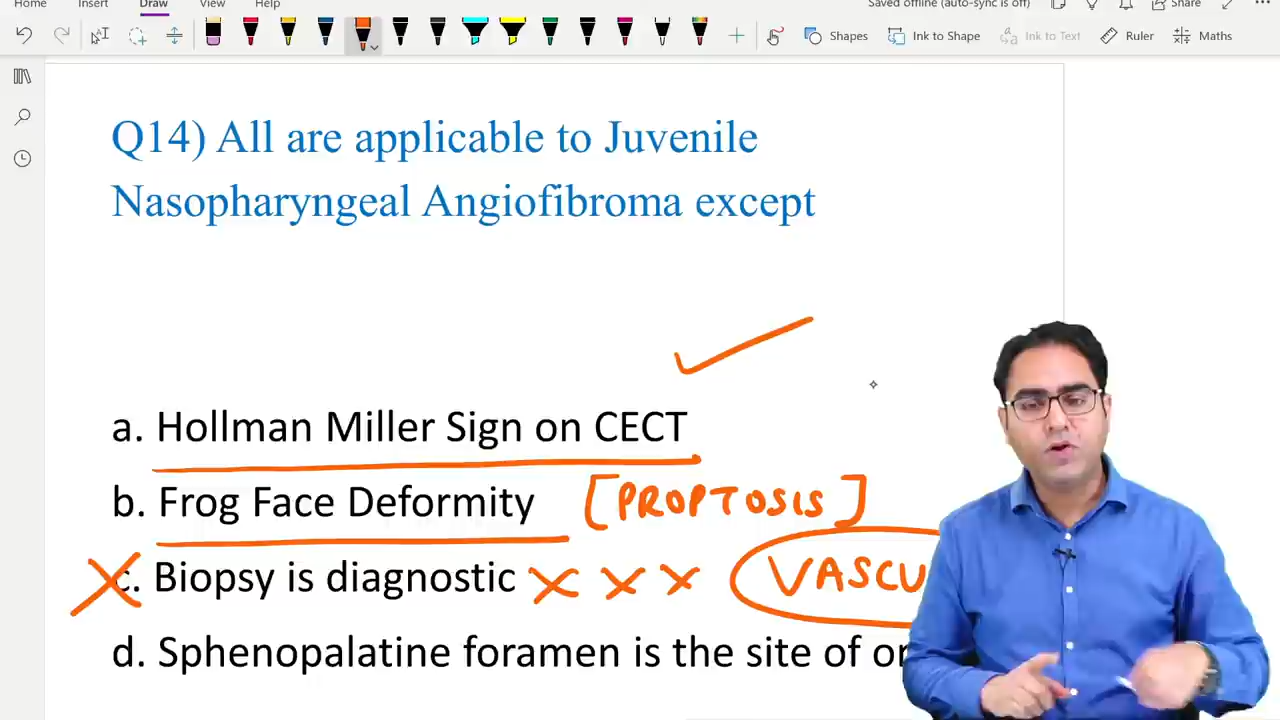 Home Insert Draw View Help Saved offline (auto-sync is off) Share
Shapes Ink to Shape Ink to Text Ruler Maths
Q14) All are applicable to Juvenile
Nasopharyngeal Angiofibroma except
a. Hollman Miller Sign on CECT
b. Frog Face Deformity [PROPTOSIS]
c. Biopsy is diagnostic x x x VASCU
d. Sphenopalatine foramen is the site of or